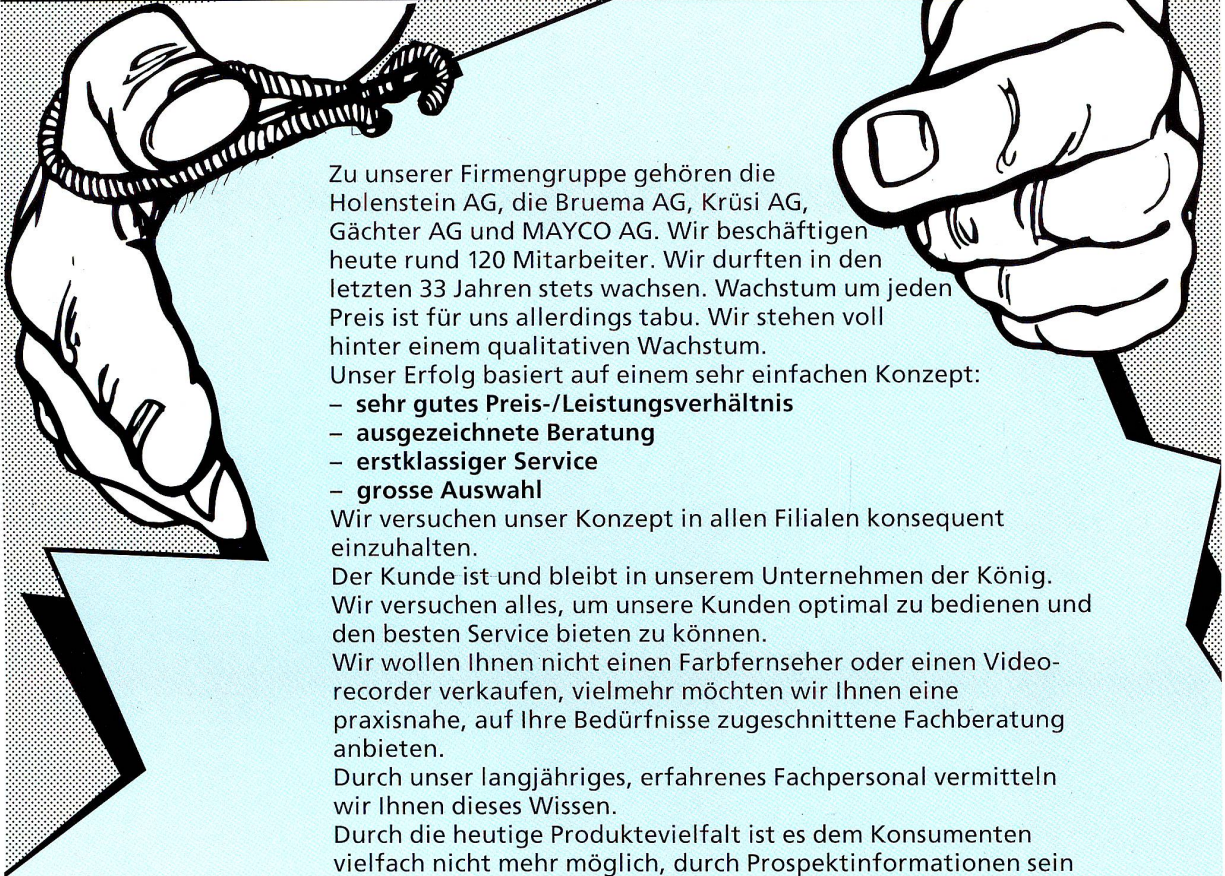 Zu unserer Firmengruppe gehören die
Holenstein AG, die Bruema AG, Krüsi AG,
Gächter AG und MAYCO AG. Wir beschäftigen
heute rund 120 Mitarbeiter. Wir durften in den
letzten 33 Jahren stets wachsen. Wachstum um jeden
Preis ist für uns allerdings tabu. Wir stehen voll
hinter einem qualitativen Wachstum.
Unser Erfolg basiert auf einem sehr einfachen Konzept:
– sehr gutes Preis-/Leistungsverhältnis
– ausgezeichnete Beratung
– erstklassiger Service
– grosse Auswahl
Wir versuchen unser Konzept in allen Filialen konsequent
einzuhalten.
Der Kunde ist und bleibt in unserem Unternehmen der König.
Wir versuchen alles, um unsere Kunden optimal zu bedienen und
den besten Service bieten zu können.
Wir wollen Ihnen nicht einen Farbfernseher oder einen Video-
recorder verkaufen, vielmehr möchten wir Ihnen eine
praxisnahe, auf Ihre Bedürfnisse zugeschnittene Fachberatung
anbieten.
Durch unser langjähriges, erfahrenes Fachpersonal vermitteln
wir Ihnen dieses Wissen.
Durch die heutige Produktevielfalt ist es dem Konsumenten
vielfach nicht mehr möglich, durch Prospektinformationen sein